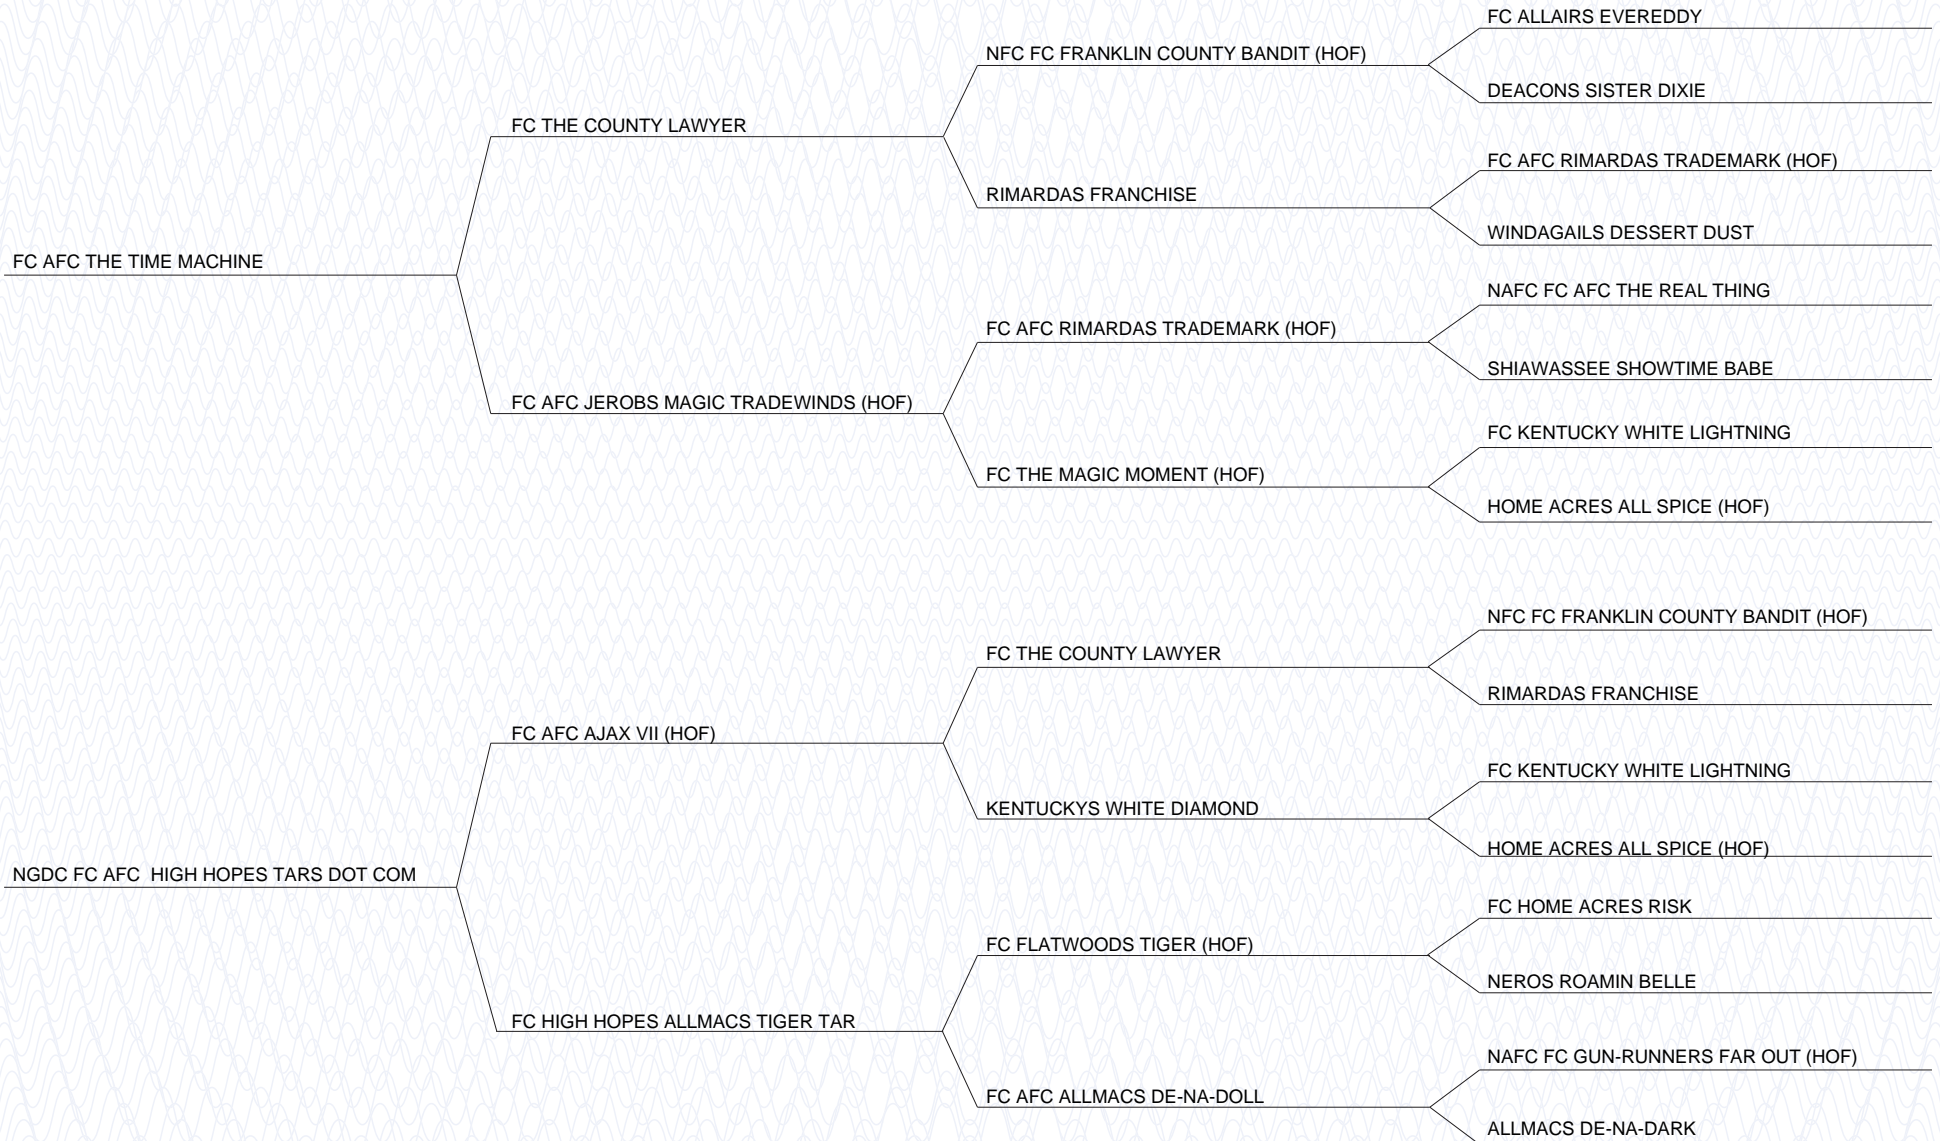 FC AFC THE TIME MACHINE
FC THE COUNTY LAWYER
NFC FC FRANKLIN COUNTY BANDIT (HOF)
FC ALLAIRS EVEREDDY
DEACONS SISTER DIXIE
RIMARDAS FRANCHISE
FC AFC RIMARDAS TRADEMARK (HOF)
WINDAGAILS DESSERT DUST
FC AFC JEROBS MAGIC TRADEWINDS (HOF)
FC AFC RIMARDAS TRADEMARK (HOF)
NAFC FC AFC THE REAL THING
SHIAWASSEE SHOWTIME BABE
FC THE MAGIC MOMENT (HOF)
FC KENTUCKY WHITE LIGHTNING
HOME ACRES ALL SPICE (HOF)
NGDC FC AFC  HIGH HOPES TARS DOT COM
FC AFC AJAX VII (HOF)
FC THE COUNTY LAWYER
NFC FC FRANKLIN COUNTY BANDIT (HOF)
RIMARDAS FRANCHISE
KENTUCKYS WHITE DIAMOND
FC KENTUCKY WHITE LIGHTNING
HOME ACRES ALL SPICE (HOF)
FC HIGH HOPES ALLMACS TIGER TAR
FC FLATWOODS TIGER (HOF)
FC HOME ACRES RISK
NEROS ROAMIN BELLE
FC AFC ALLMACS DE-NA-DOLL
NAFC FC GUN-RUNNERS FAR OUT (HOF)
ALLMACS DE-NA-DARK